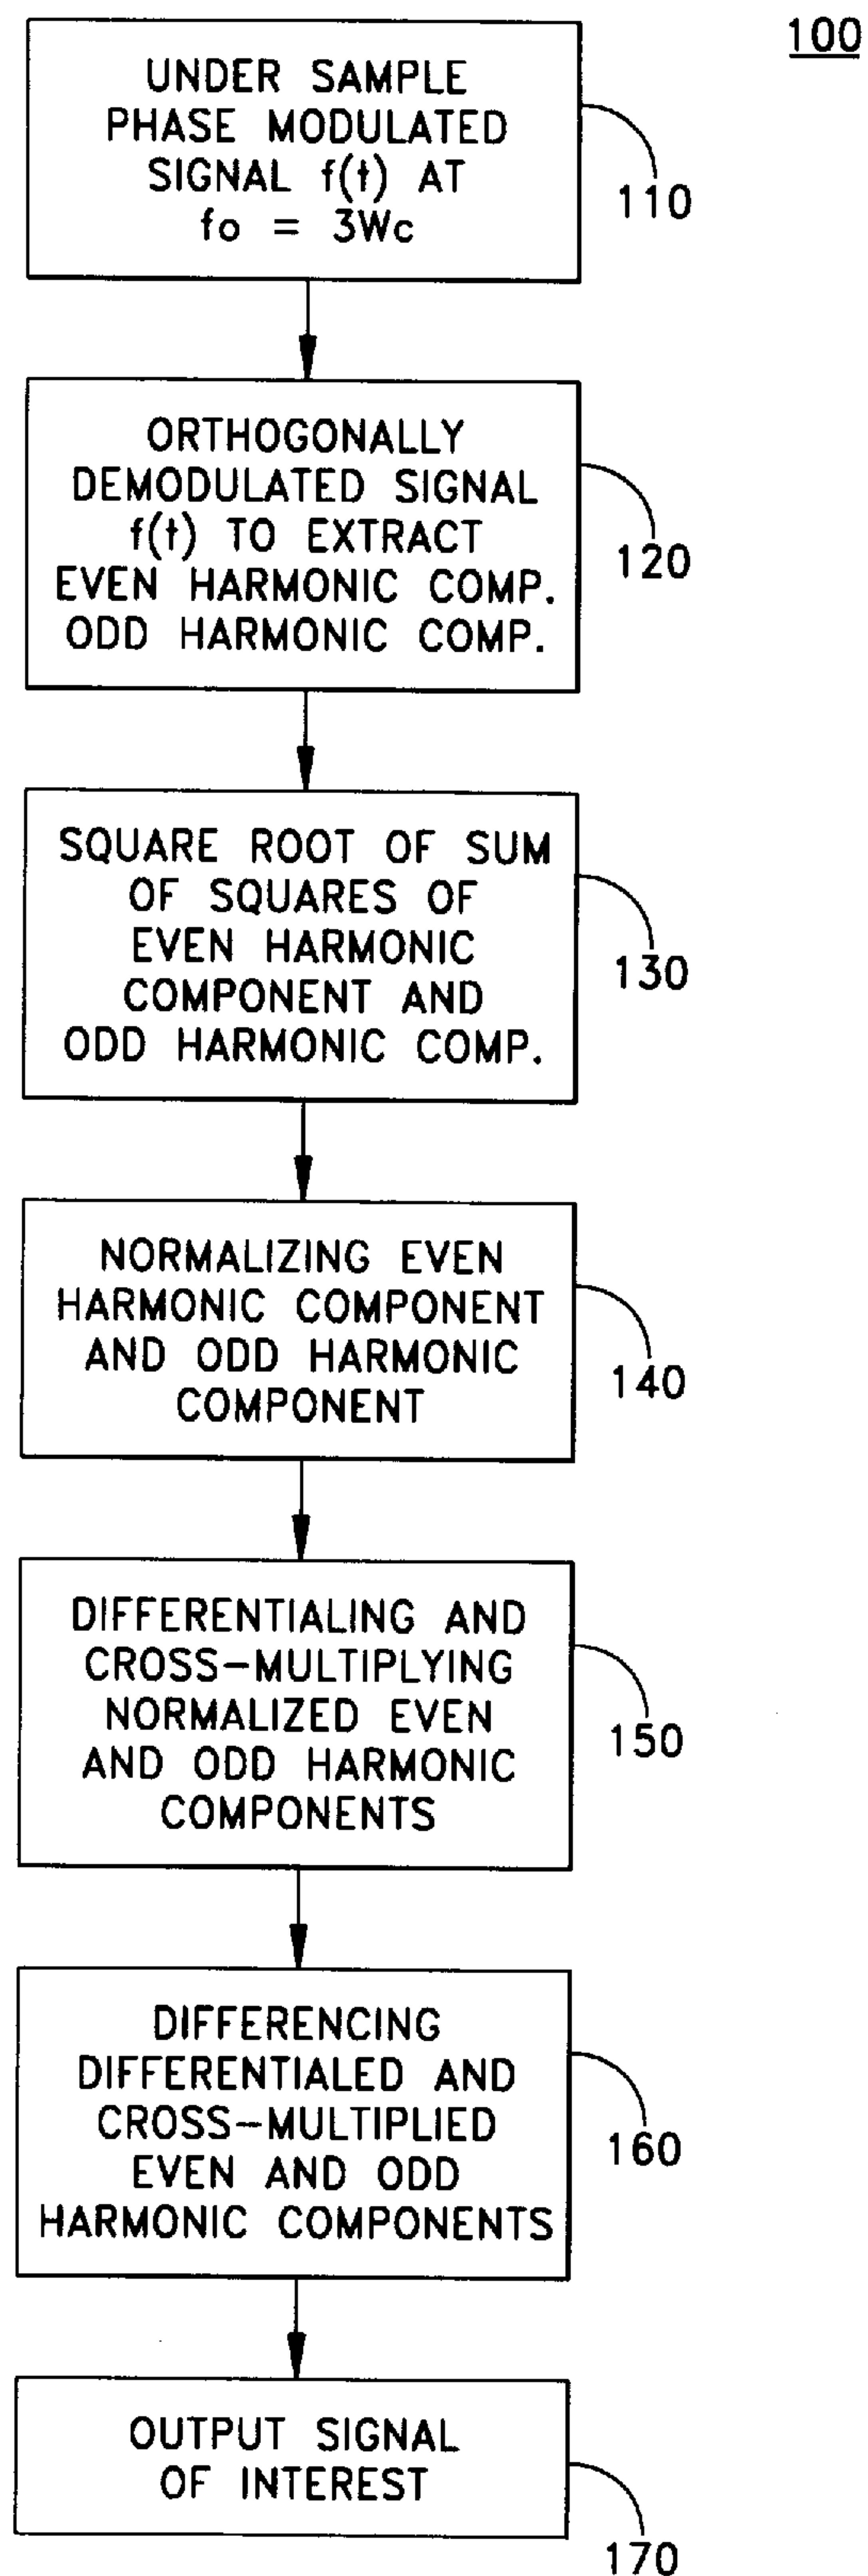 100
UNDER SAMPLE
PHASE MODULATED
SIGNAL f(t) AT
fo = 3Wc
110
ORTHOGONALLY
DEMODULATED SIGNAL
f(t) TO EXTRACT
EVEN HARMONIC COMP.
ODD HARMONIC COMP.
120
SQUARE ROOT OF SUM
OF SQUARES OF
EVEN HARMONIC
COMPONENT AND
ODD HARMONIC COMP.
130
NORMALIZING EVEN
HARMONIC COMPONENT
AND ODD HARMONIC
COMPONENT
140
DIFFERENTIALING AND
CROSS-MULTIPLYING
NORMALIZED EVEN
AND ODD HARMONIC
COMPONENTS
150
DIFFERENCING
DIFFERENTIALED AND
CROSS-MULTIPLIED
EVEN AND ODD
HARMONIC COMPONENTS
160
OUTPUT SIGNAL
OF INTEREST
170